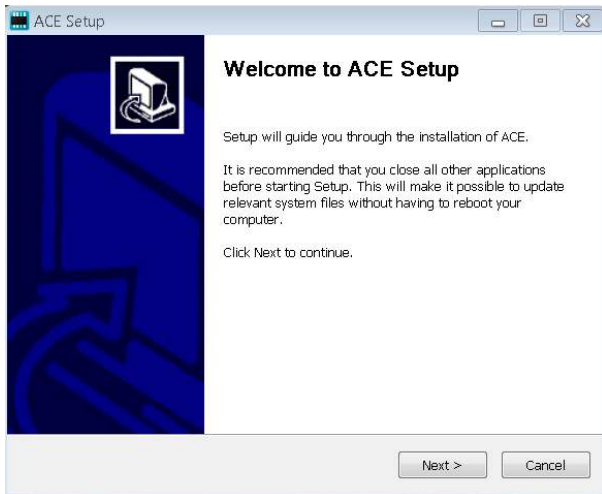 ACE Setup
Welcome to ACE Setup
Setup will guide you through the installation of ACE.
It is recommended that you close all other applications
before starting Setup. This will make it possible to update
relevant system files without having to reboot your
computer.
Click Next to continue.
Next >
Cancel